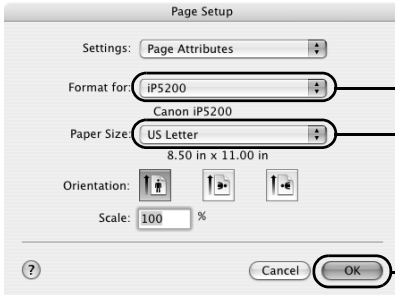 Page Setup
Settings: Page Attributes
Format for: iP5200
Canon iP5200
Paper Size: US Letter
8.50 in x 11.00 in
Orientation:
Scale: 100 %
? Cancel OK